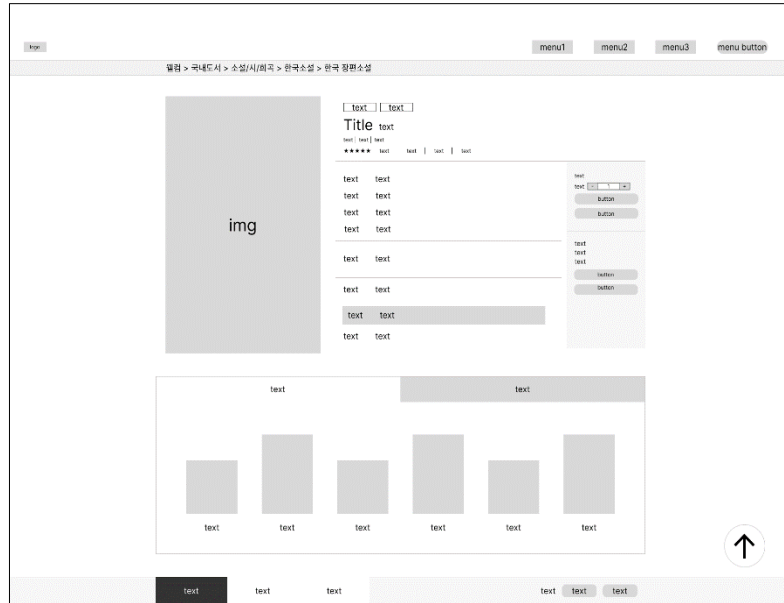 logo
menu1 menu2 menu3 menu button
웰컴 > 국내도서 > 소설/시/희곡 > 한국소설 > 한국 장편소설
img
text text
Title text
text | text | text
★★★★★ text text | text | text
text text
text text
text text
text text
text text
text text
text text
text text
text
text - 1 +
button
button
text
text
text
button
button
text text
text text text text text text
text text text text text text